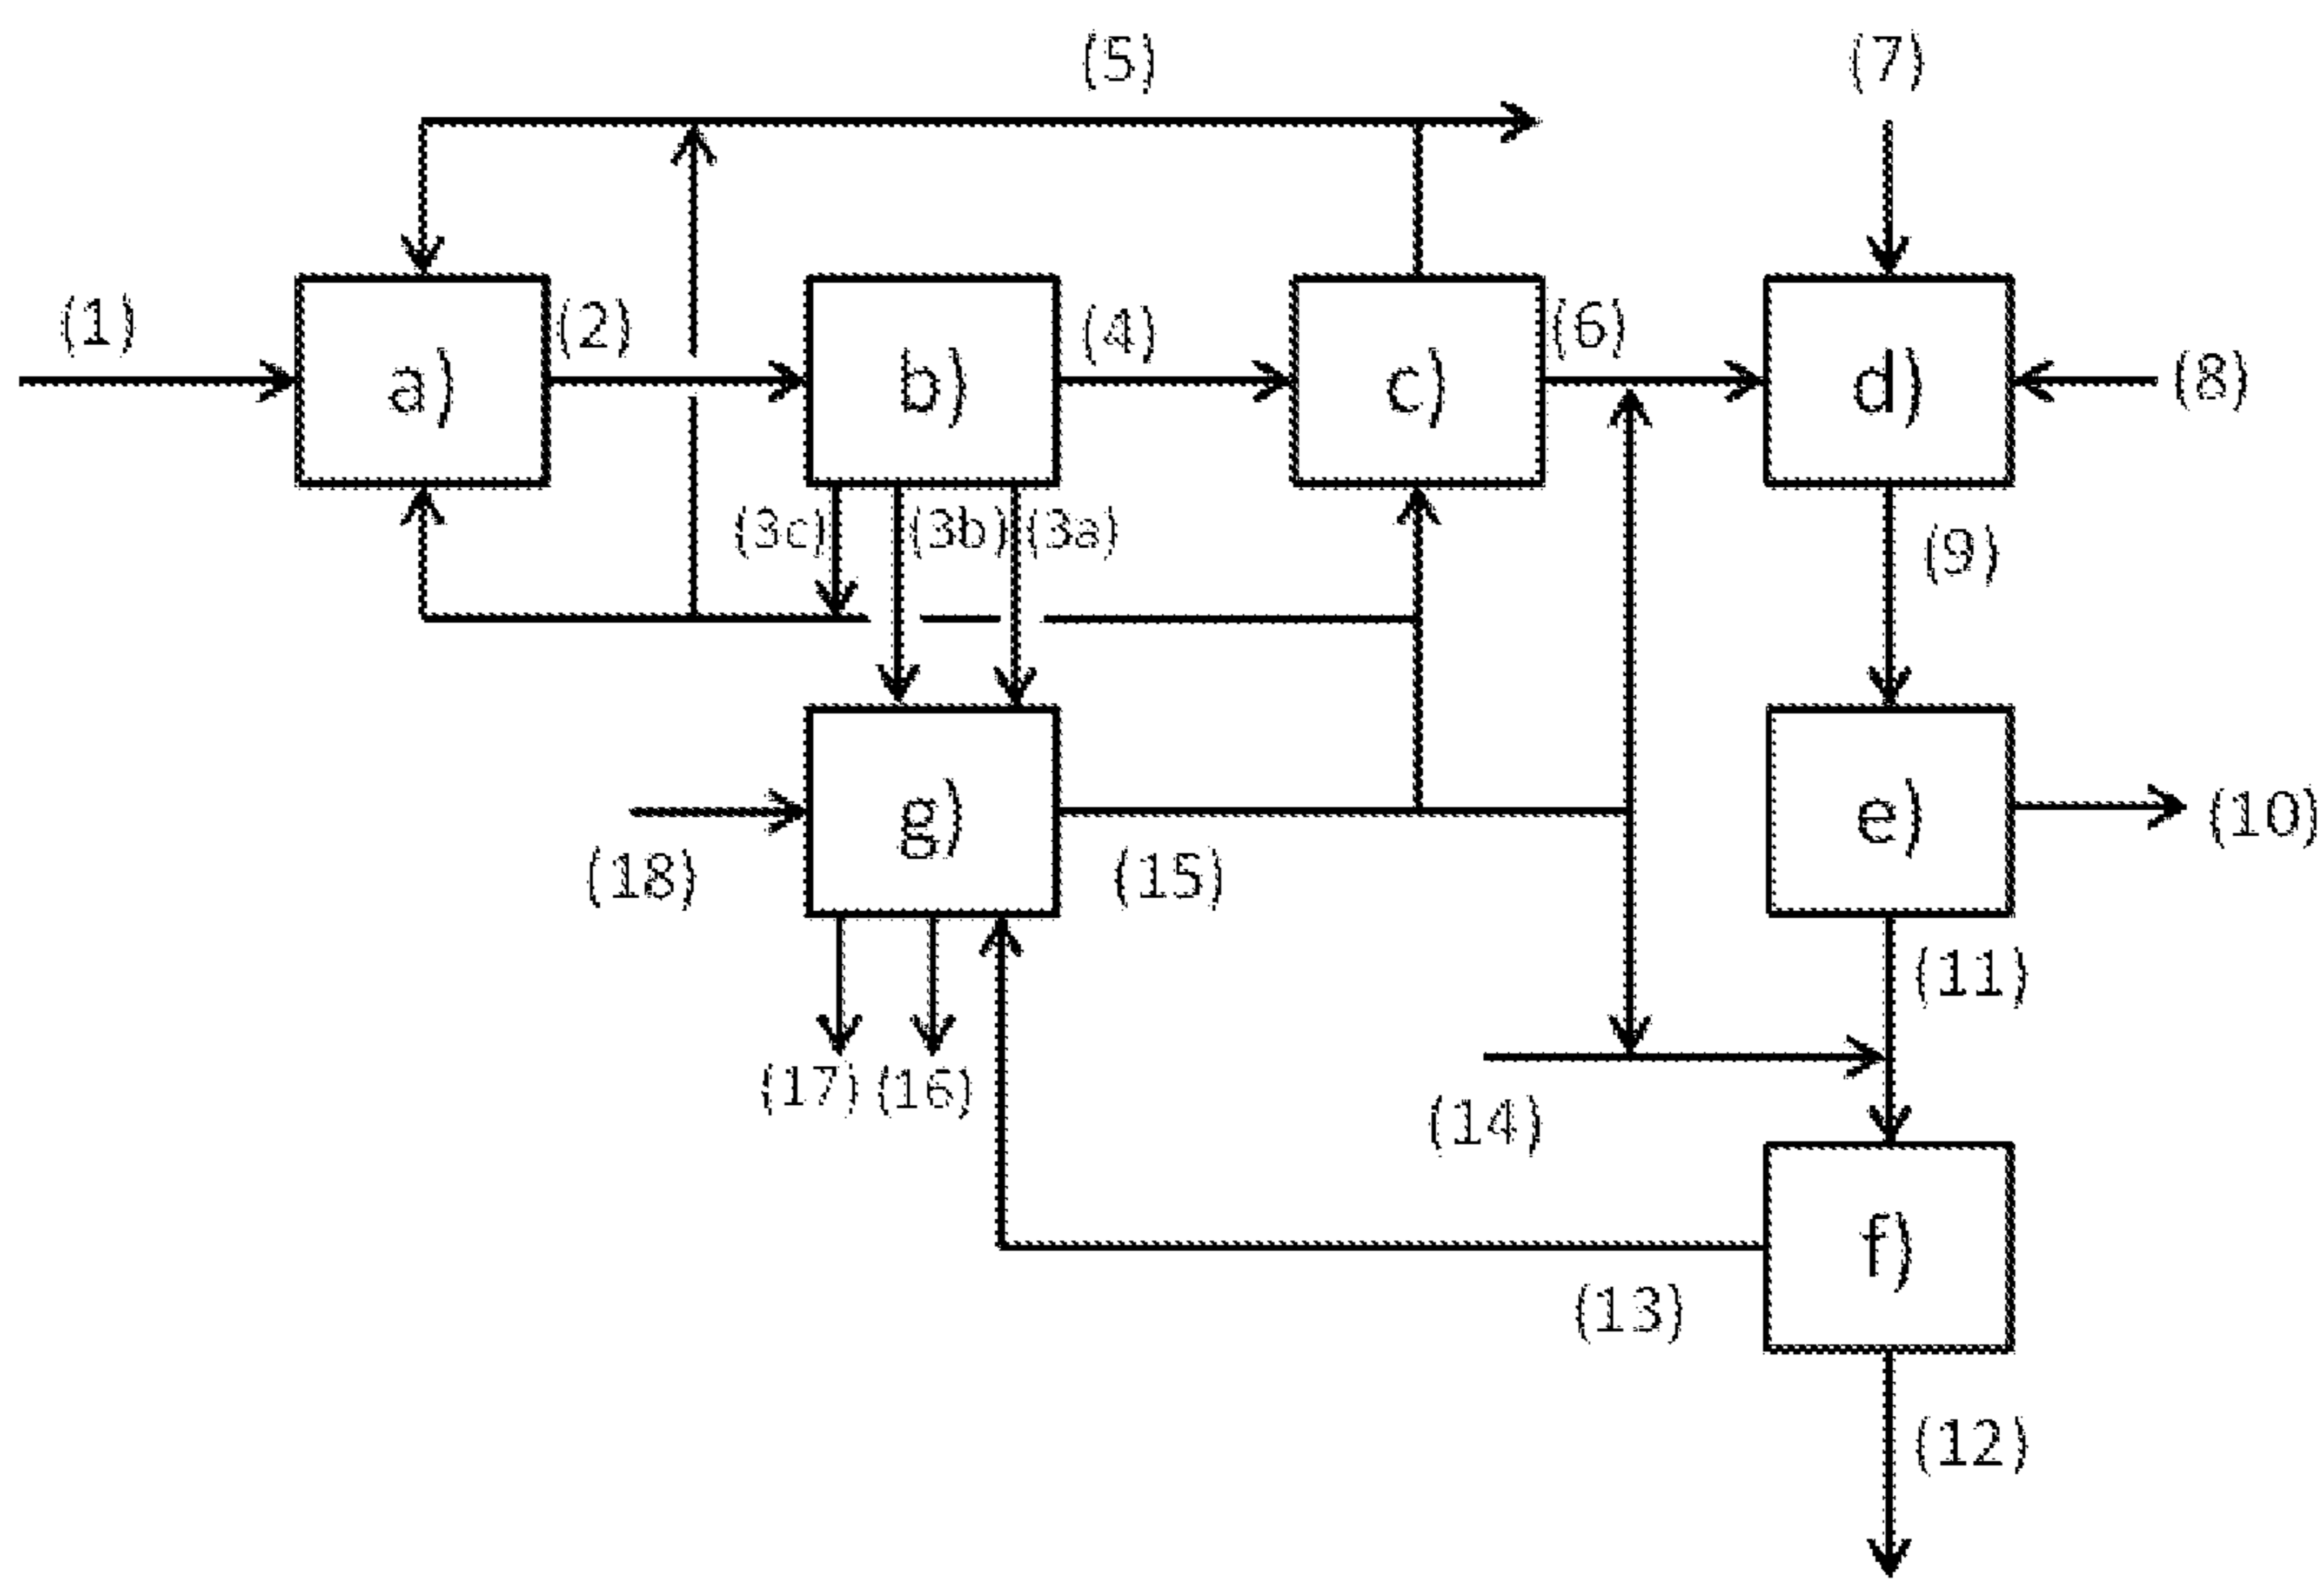 (5) (7)
(1) a) (2) b) (4) c) (6) d) (8)
(3c) (3b) (3a) (9)
(18) g) (15) e) (10)
(11)
(17) (16) (14)
(13) f)
(12)